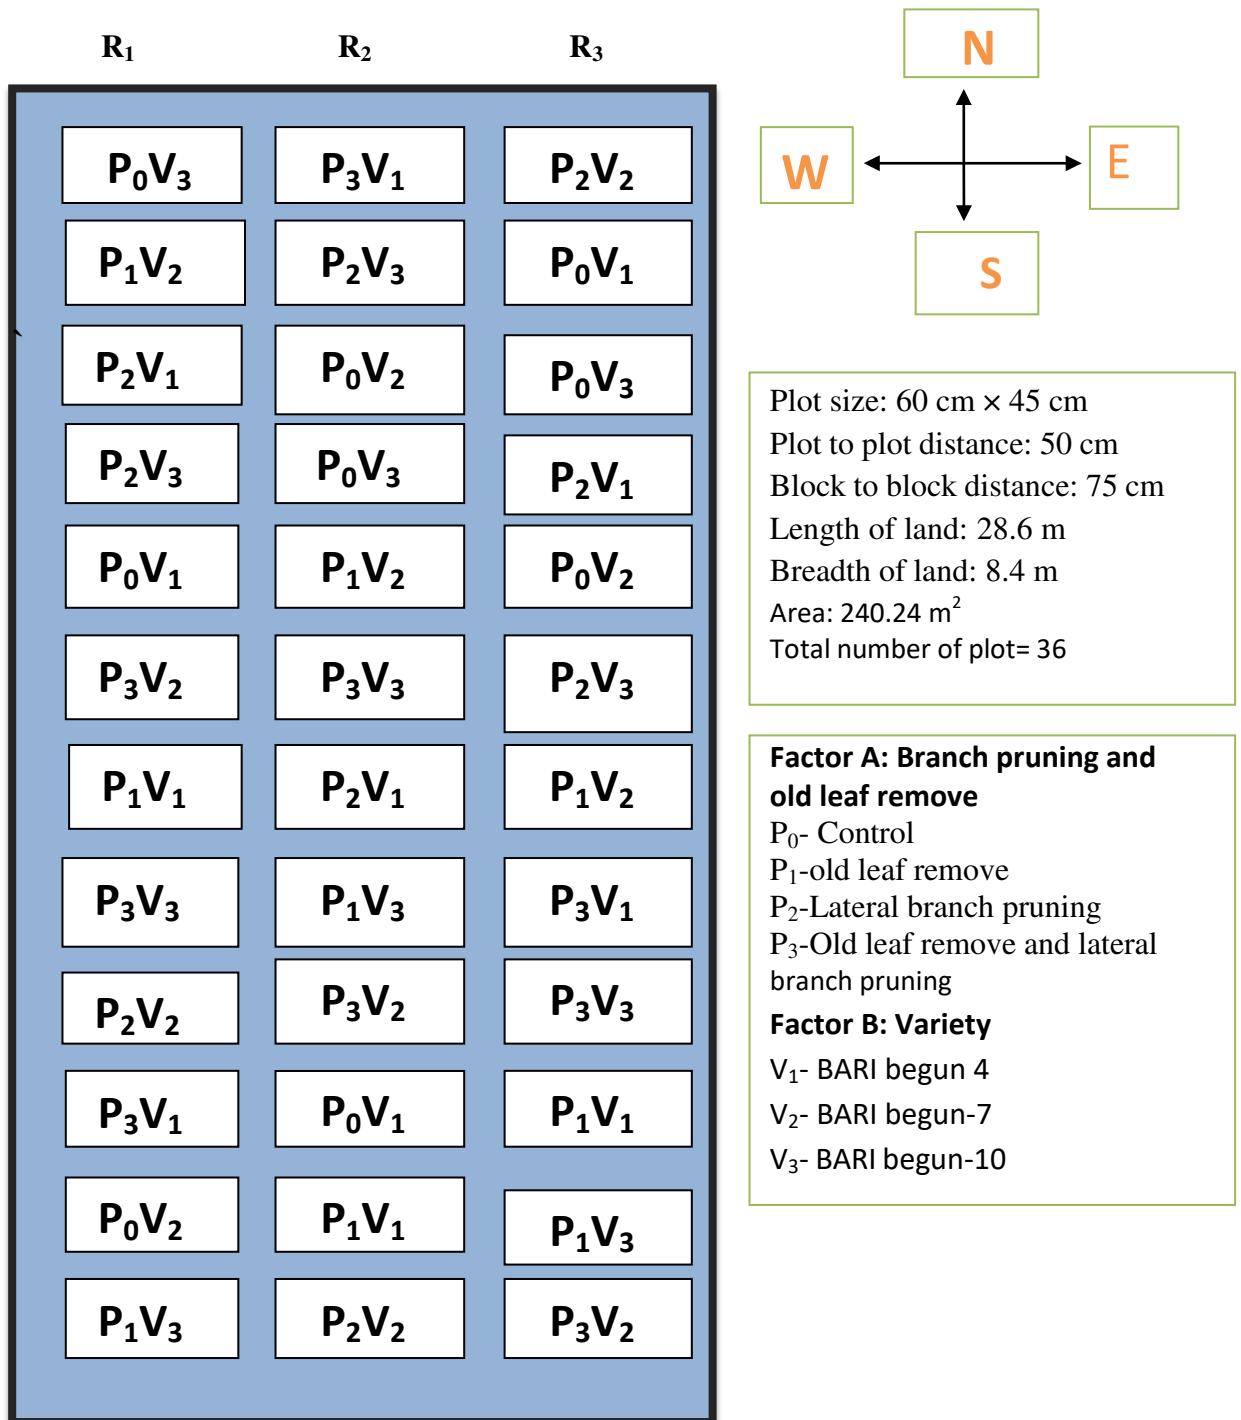 R₁ R₂ R₃
P₀V₃ P₃V₁ P₂V₂
P₁V₂ P₂V₃ P₀V₁
`
P₂V₁ P₀V₂ P₀V₃
P₂V₃ P₀V₃ P₂V₁
P₀V₁ P₁V₂ P₀V₂
P₃V₂ P₃V₃ P₂V₃
P₁V₁ P₂V₁ P₁V₂
P₃V₃ P₁V₃ P₃V₁
P₂V₂ P₃V₂ P₃V₃
P₃V₁ P₀V₁ P₁V₁
P₀V₂ P₁V₁ P₁V₃
P₁V₃ P₂V₂ P₃V₂
N
W E
S
Plot size: 60 cm × 45 cm
Plot to plot distance: 50 cm
Block to block distance: 75 cm
Length of land: 28.6 m
Breadth of land: 8.4 m
Area: 240.24 m²
Total number of plot= 36
Factor A: Branch pruning and
old leaf remove
P₀- Control
P₁-old leaf remove
P₂-Lateral branch pruning
P₃-Old leaf remove and lateral
branch pruning
Factor B: Variety
V₁- BARI begun 4
V₂- BARI begun-7
V₃- BARI begun-10